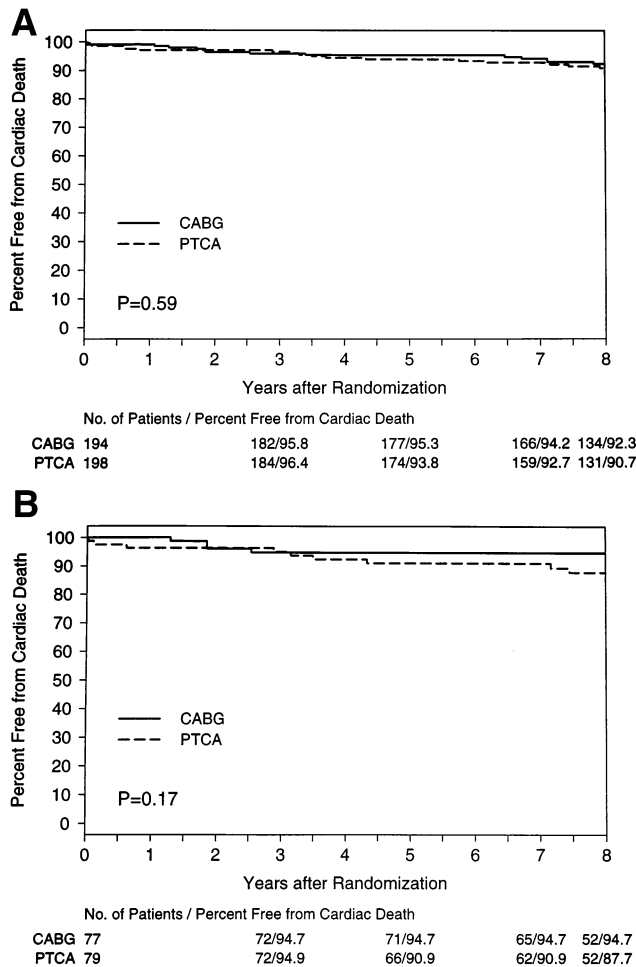 A
Percent Free from Cardiac Death
100
90
80
70
60
50
40
30
20
10
0
CABG
PTCA
P=0.59
0 1 2 3 4 5 6 7 8
Years after Randomization
No. of Patients / Percent Free from Cardiac Death
CABG 194 182/95.8 177/95.3 166/94.2 134/92.3
PTCA 198 184/96.4 174/93.8 159/92.7 131/90.7
B
Percent Free from Cardiac Death
100
90
80
70
60
50
40
30
20
10
0
CABG
PTCA
P=0.17
0 1 2 3 4 5 6 7 8
Years after Randomization
No. of Patients / Percent Free from Cardiac Death
CABG 77 72/94.7 71/94.7 65/94.7 52/94.7
PTCA 79 72/94.9 66/90.9 62/90.9 52/87.7